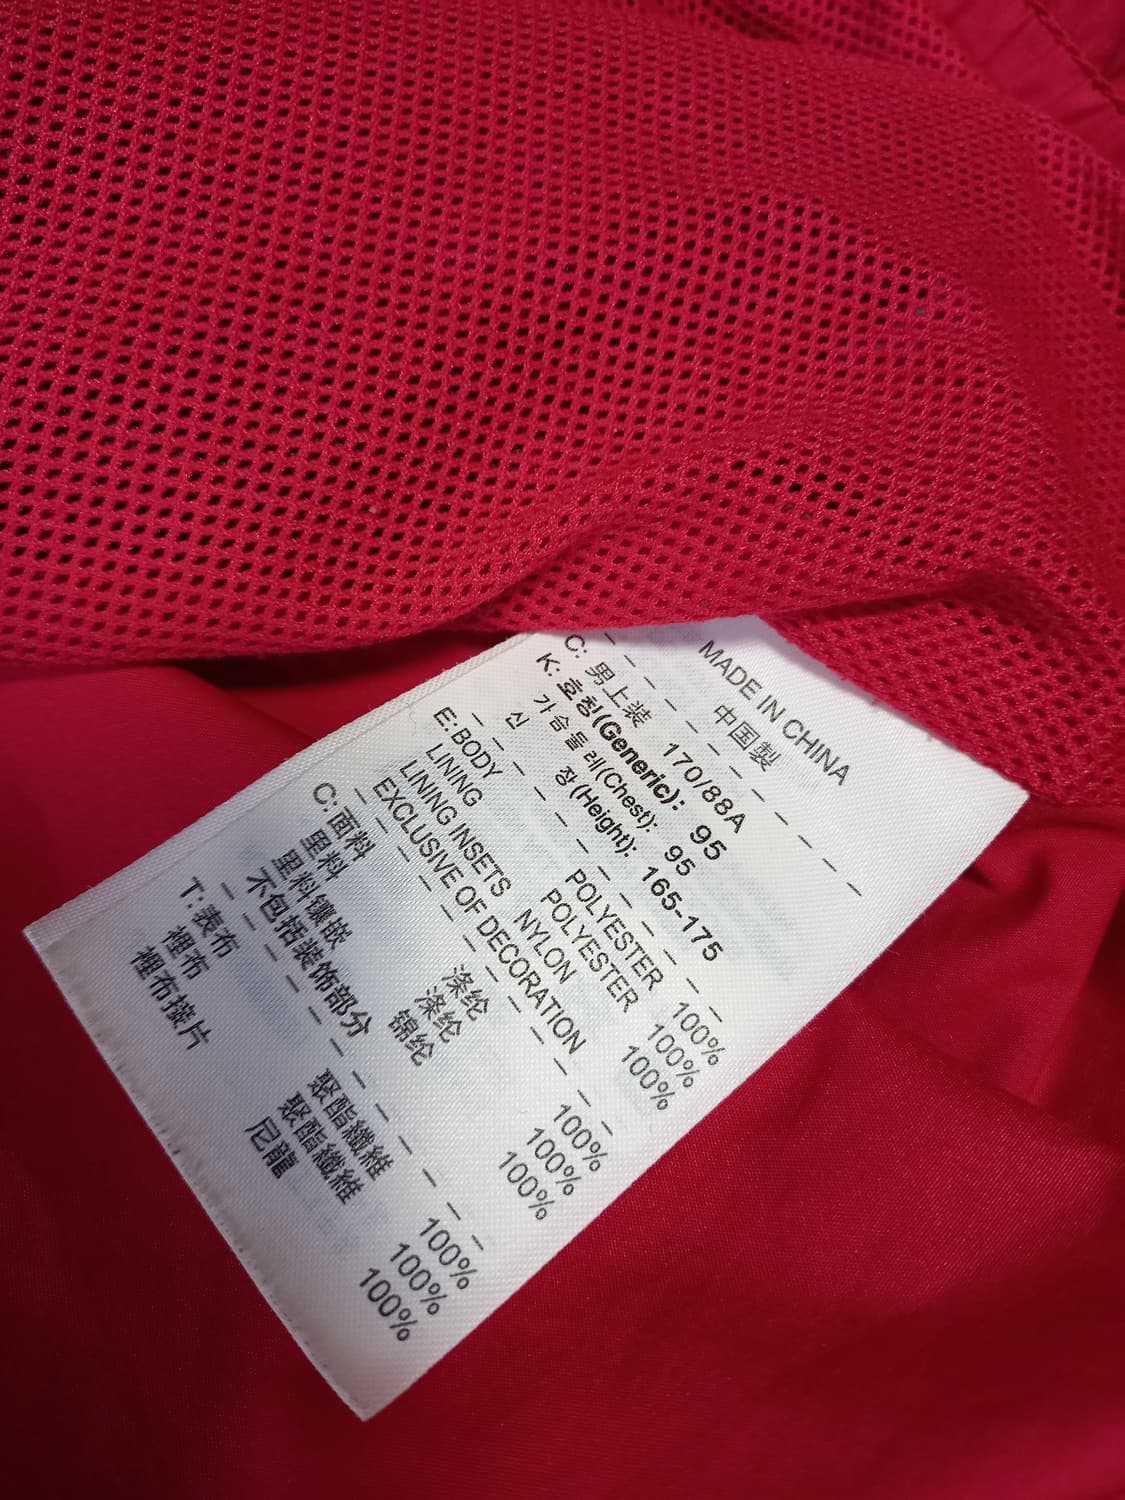 MADE IN CHINA
中国製
C: 男上装 170/88A
K: 호칭(Generic): 95
가슴둘레(Chest): 95
신 장(Height): 165-175
E: BODY POLYESTER 100%
LINING POLYESTER 100%
LINING INSETS NYLON 100%
EXCLUSIVE OF DECORATION
C: 面料 涤纶 100%
里料 涤纶 100%
里料镶嵌 锦纶 100%
不包括装饰部分
T: 表布 聚酯纖維 100%
裡布 聚酯纖維 100%
裡布接片 尼龍 100%